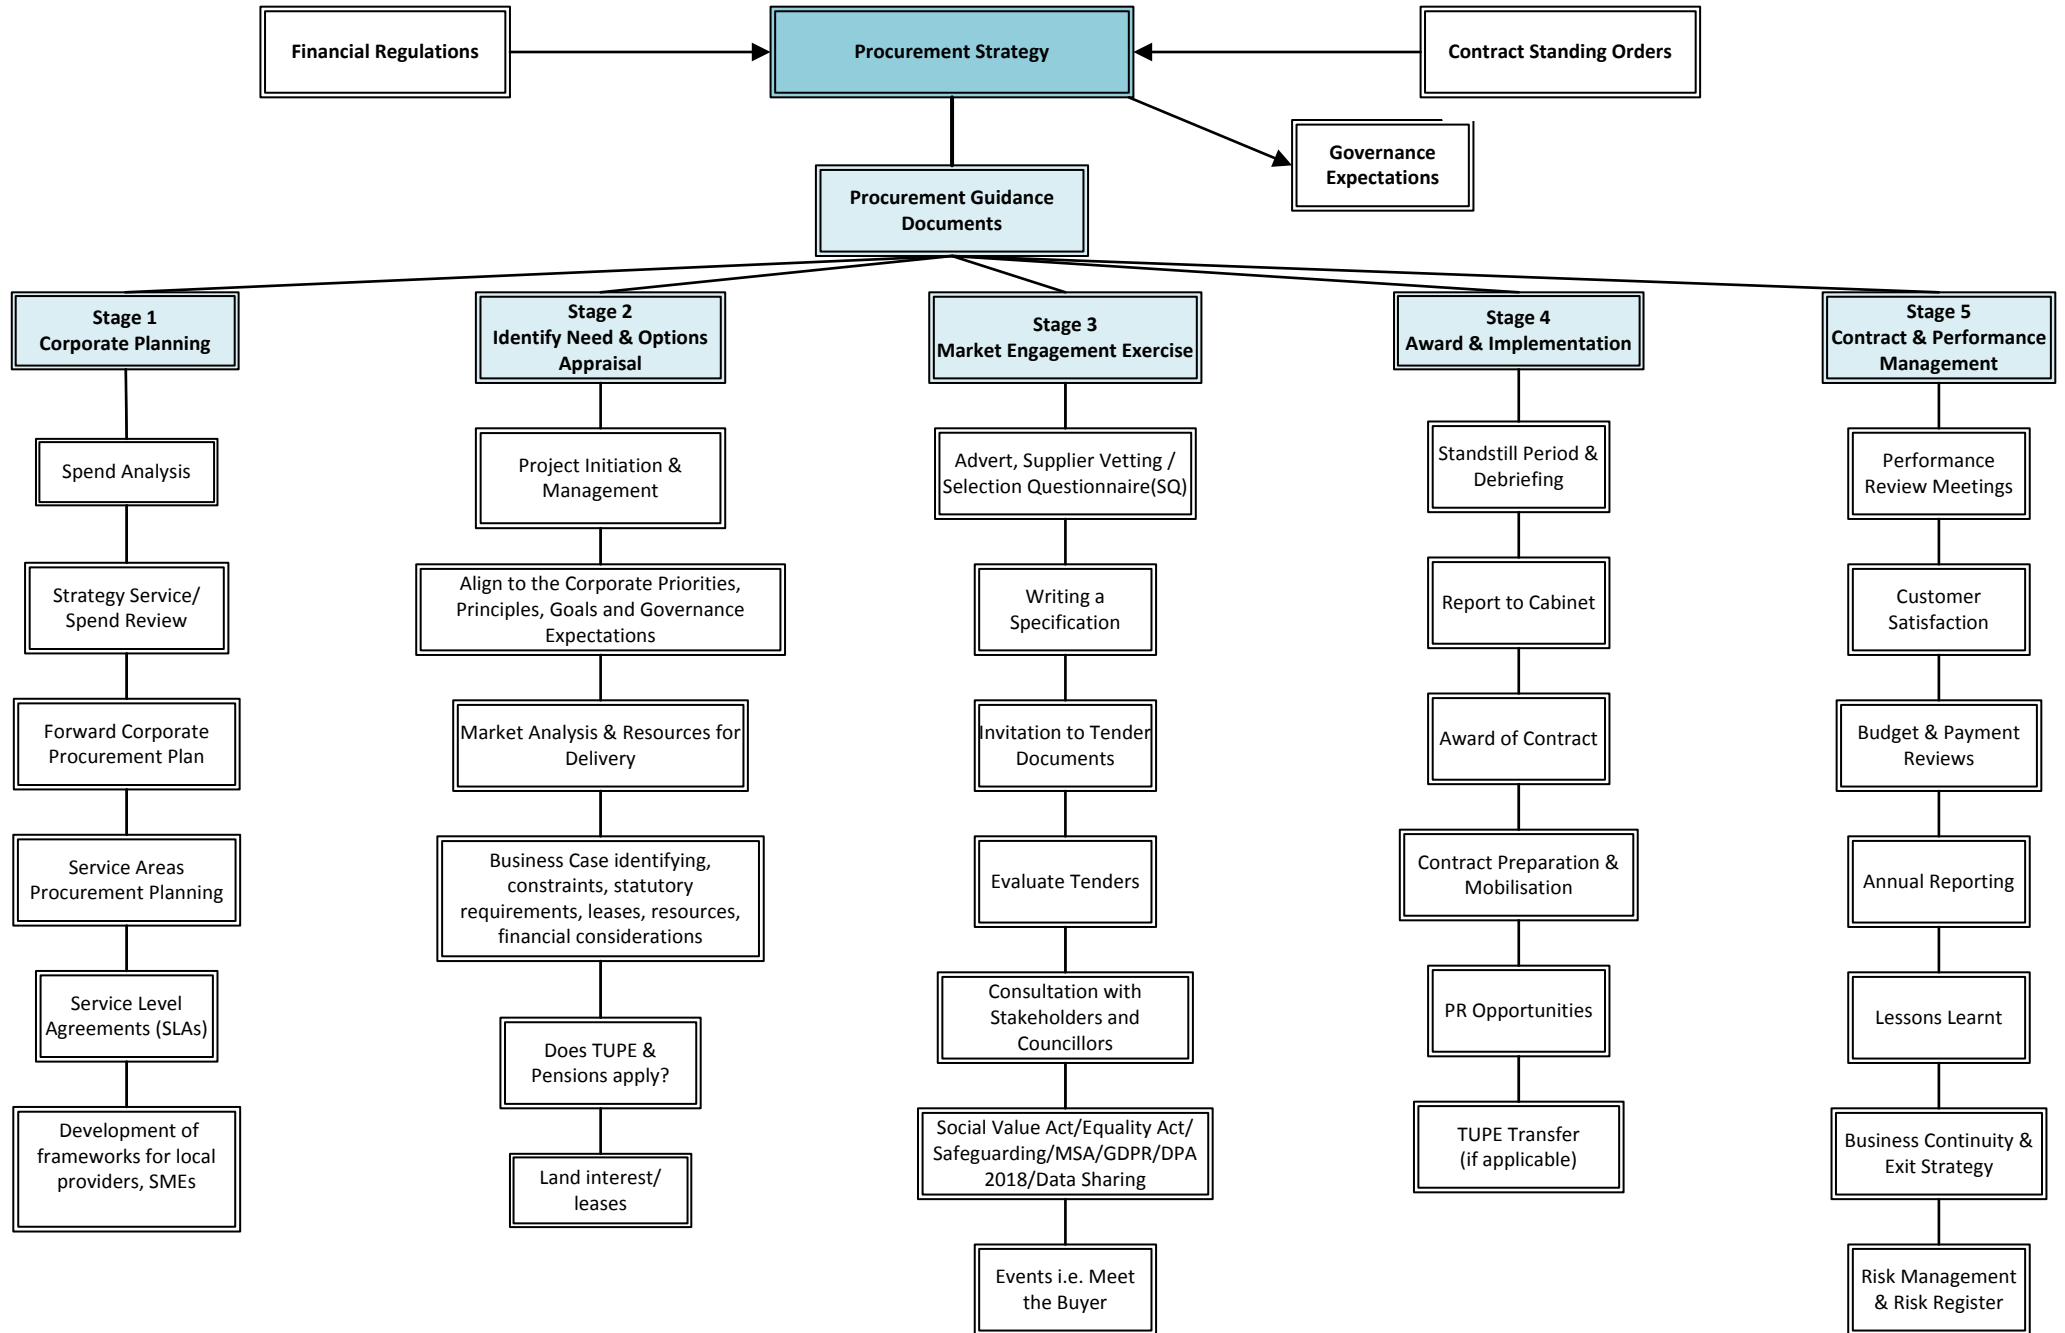 Financial Regulations
Procurement Strategy
Contract Standing Orders
Governance
Expectations
Procurement Guidance
Documents
Stage 1
Corporate Planning
Spend Analysis
Strategy Service/
Spend Review
Forward Corporate
Procurement Plan
Service Areas
Procurement Planning
Service Level
Agreements (SLAs)
Development of
frameworks for local
providers, SMEs
Stage 2
Identify Need & Options
Appraisal
Project Initiation &
Management
Align to the Corporate Priorities,
Principles, Goals and Governance
Expectations
Market Analysis & Resources for
Delivery
Business Case identifying,
constraints, statutory
requirements, leases, resources,
financial considerations
Does TUPE &
Pensions apply?
Land interest/
leases
Stage 3
Market Engagement Exercise
Advert, Supplier Vetting /
Selection Questionnaire(SQ)
Writing a
Specification
Invitation to Tender
Documents
Evaluate Tenders
Consultation with
Stakeholders and
Councillors
Social Value Act/Equality Act/
Safeguarding/MSA/GDPR/DPA
2018/Data Sharing
Events i.e. Meet
the Buyer
Stage 4
Award & Implementation
Standstill Period &
Debriefing
Report to Cabinet
Award of Contract
Contract Preparation &
Mobilisation
PR Opportunities
TUPE Transfer
(if applicable)
Stage 5
Contract & Performance
Management
Performance
Review Meetings
Customer
Satisfaction
Budget & Payment
Reviews
Annual Reporting
Lessons Learnt
Business Continuity &
Exit Strategy
Risk Management
& Risk Register